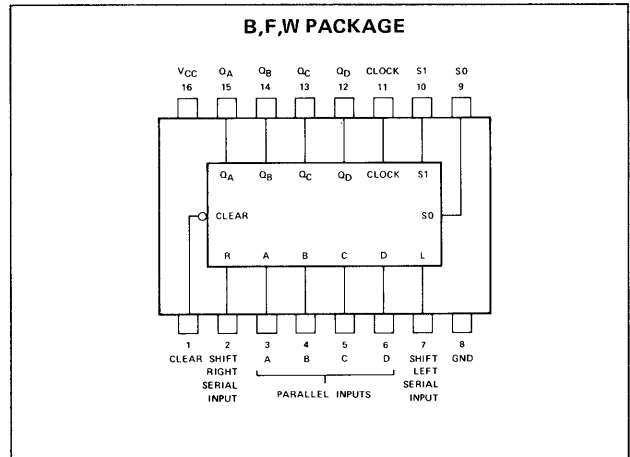 B,F,W PACKAGE
VCC QA QB QC QD CLOCK S1 S0
16 15 14 13 12 11 10 9
QA QB QC QD CLOCK S1
CLEAR S0
R A B C D L
1 2 3 4 5 6 7 8
CLEAR SHIFT RIGHT SERIAL INPUT A B C D SHIFT LEFT SERIAL INPUT GND
PARALLEL INPUTS